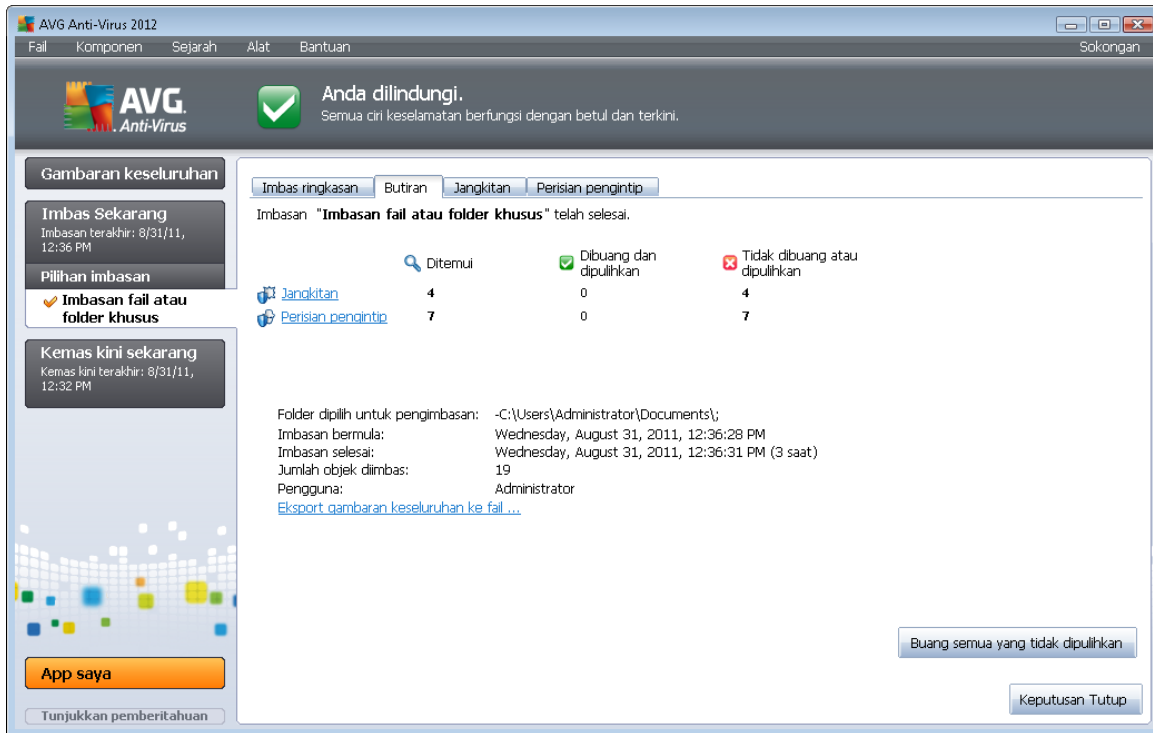 AVG Anti-Virus 2012
Fail Komponen Sejarah Alat Bantuan Sokongan
AVG.
Anti-Virus
Anda dilindungi.
Semua ciri keselamatan berfungsi dengan betul dan terkini.
Gambaran keseluruhan
Imbas Sekarang
Imbasan terakhir: 8/31/11,
12:36 PM
Pilihan imbasan
Imbasan fail atau
folder khusus
Kemas kini sekarang
Kemas kini terakhir: 8/31/11,
12:32 PM
App saya
Tunjukkan pemberitahuan
Imbas ringkasan Butiran Jangkitan Perisian pengintip
Imbasan "Imbasan fail atau folder khusus" telah selesai.
Ditemui Dibuang dan dipulihkan Tidak dibuang atau dipulihkan
Jangkitan 4 0 4
Perisian pengintip 7 0 7
Folder dipilih untuk pengimbasan: -C:\Users\Administrator\Documents\;
Imbasan bermula: Wednesday, August 31, 2011, 12:36:28 PM
Imbasan selesai: Wednesday, August 31, 2011, 12:36:31 PM (3 saat)
Jumlah objek diimbas: 19
Pengguna: Administrator
Eksport gambaran keseluruhan ke fail ...
Buang semua yang tidak dipulihkan
Keputusan Tutup